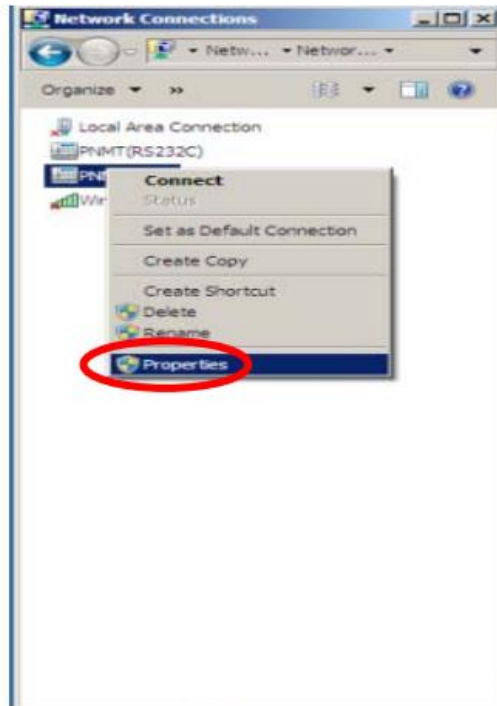 Network Connections
Netw... Networ...
Organize »
Local Area Connection
PNMT(RS232C)
Connect
Status
Set as Default Connection
Create Copy
Create Shortcut
Delete
Rename
Properties